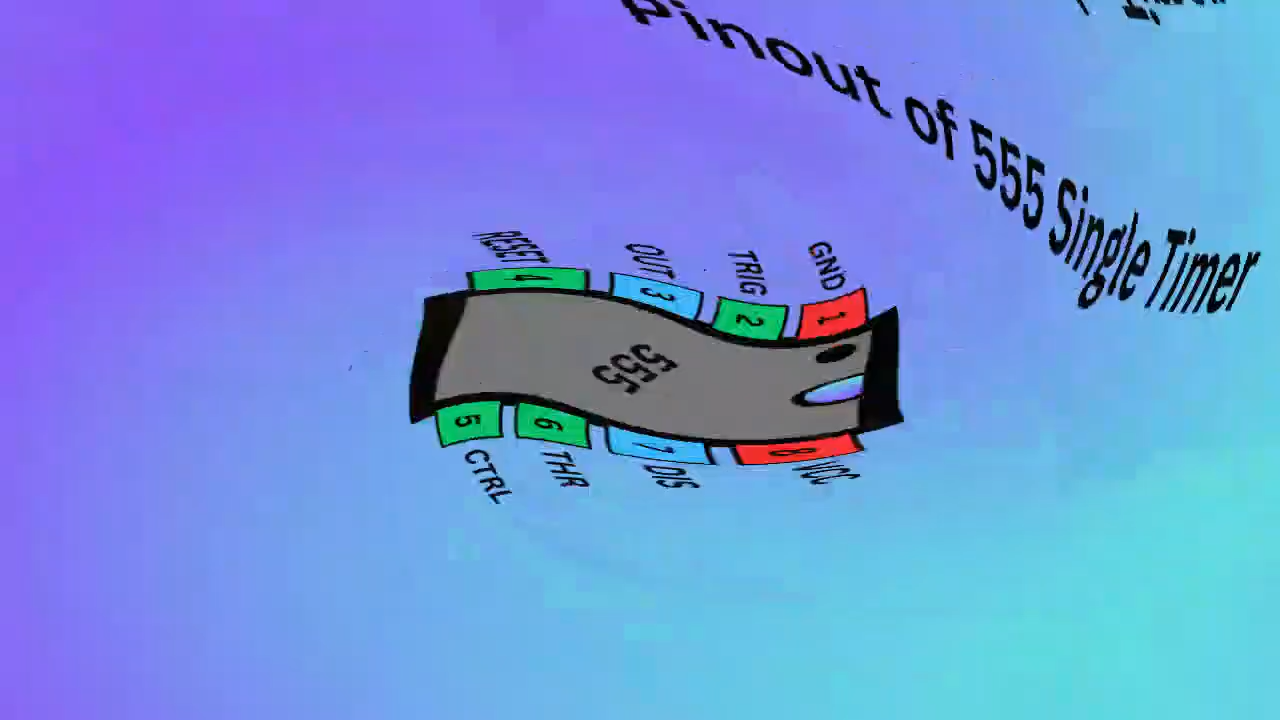 Pinout of 555 Single Timer
RESET 4
OUT 3
TRIG 2
GND 1
555
5 CTRL
6 THR
7 DIS
8 VCC